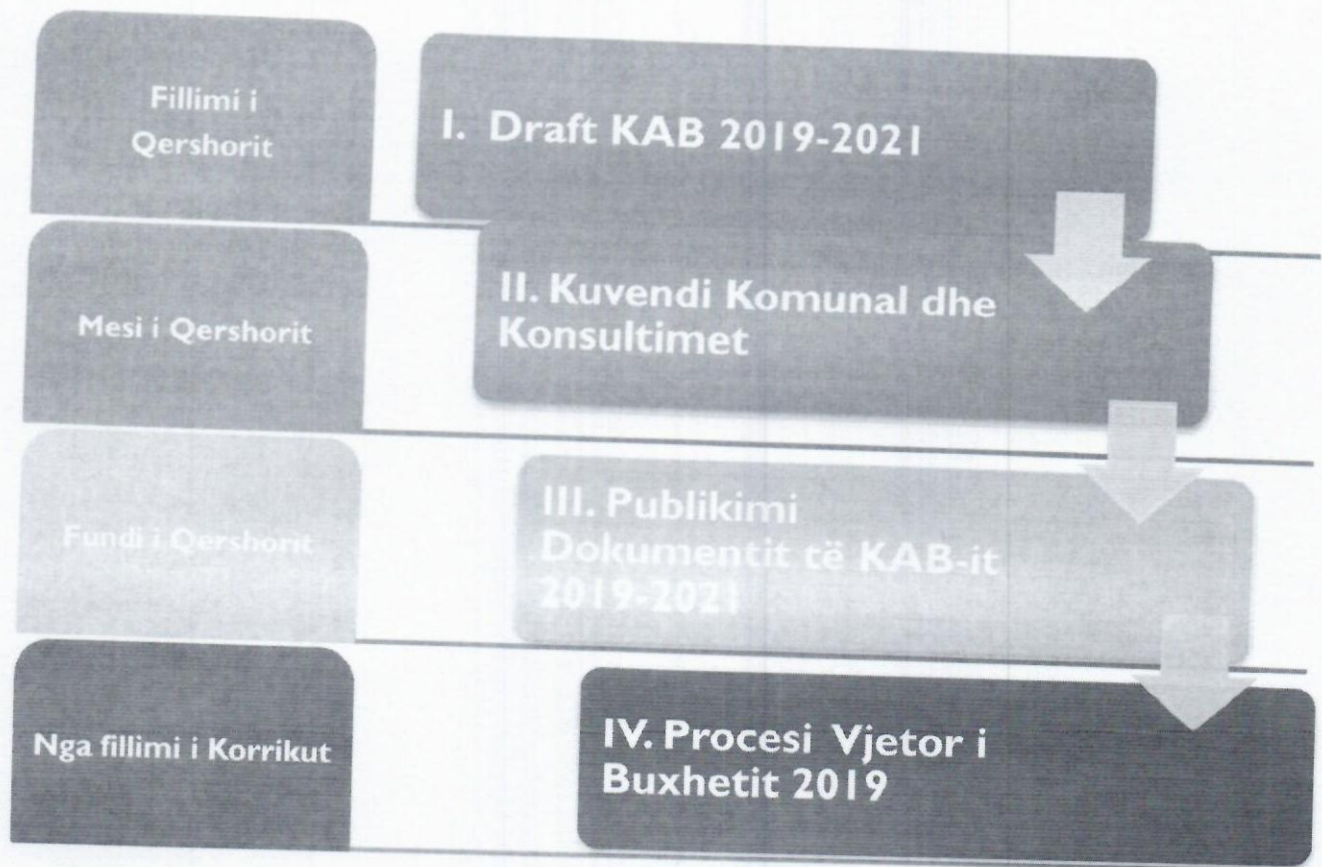 Fillimi i
Qershorit
I. Draft KAB 2019-2021
Mesi i Qershorit
II. Kuvendi Komunal dhe
Konsultimet
Fundi i Qershorit
III. Publikimi
Dokumentit të KAB-it
2019-2021
Nga fillimi i Korrikut
IV. Procesi Vjetor i
Buxhetit 2019